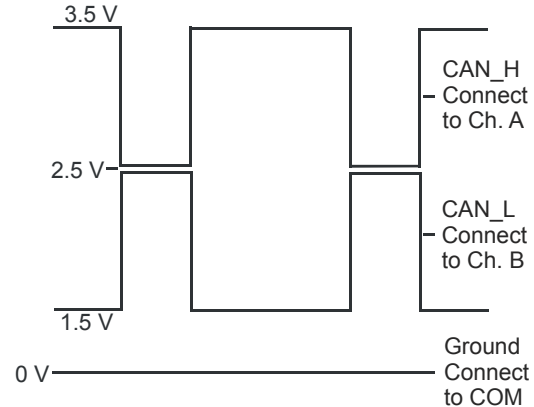 3.5 V
CAN_H
Connect
to Ch. A
2.5 V
CAN_L
Connect
to Ch. B
1.5 V
Ground
0 V
Connect
to COM